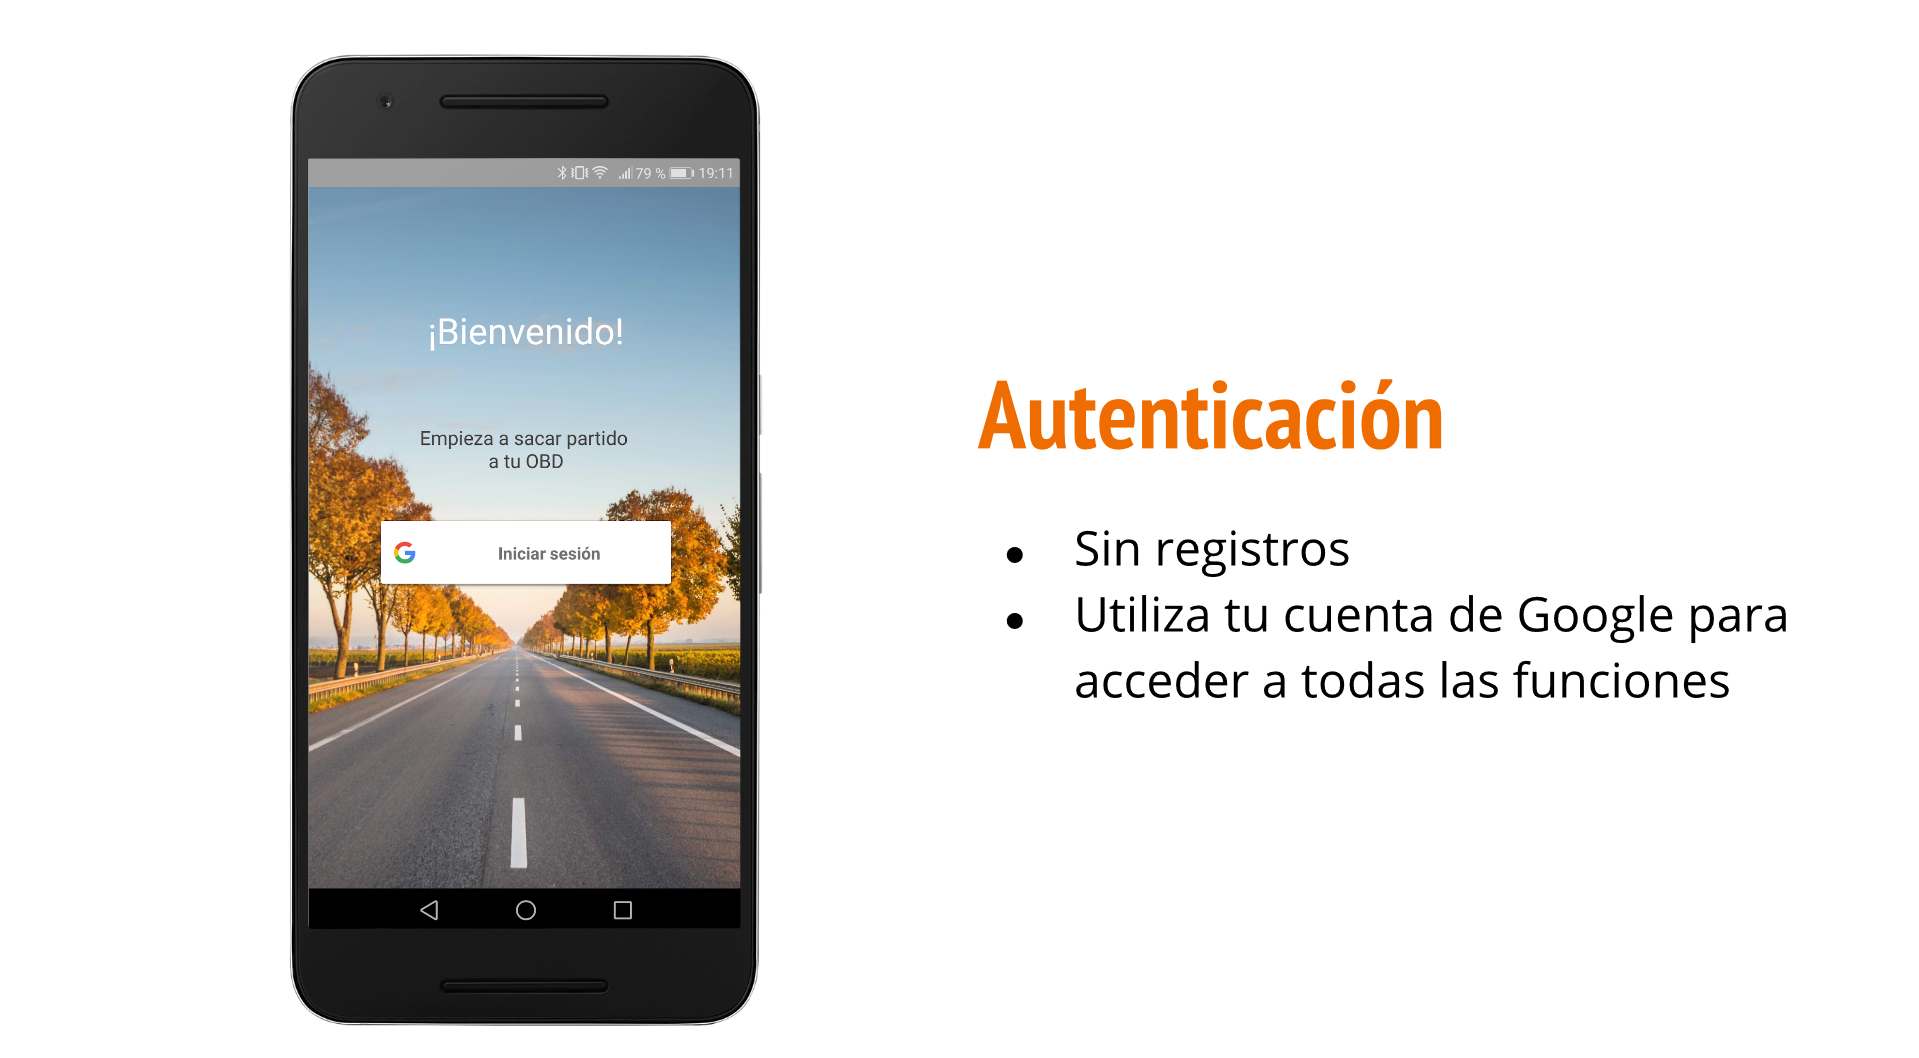 79 % 19:11
¡Bienvenido!
Empieza a sacar partido
a tu OBD
Iniciar sesión
Autenticación
Sin registros
Utiliza tu cuenta de Google para
acceder a todas las funciones